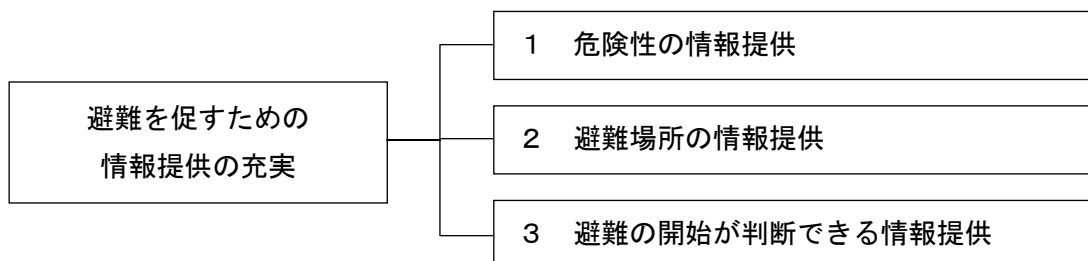 避難を促すための
情報提供の充実
１　危険性の情報提供
２　避難場所の情報提供
３　避難の開始が判断できる情報提供